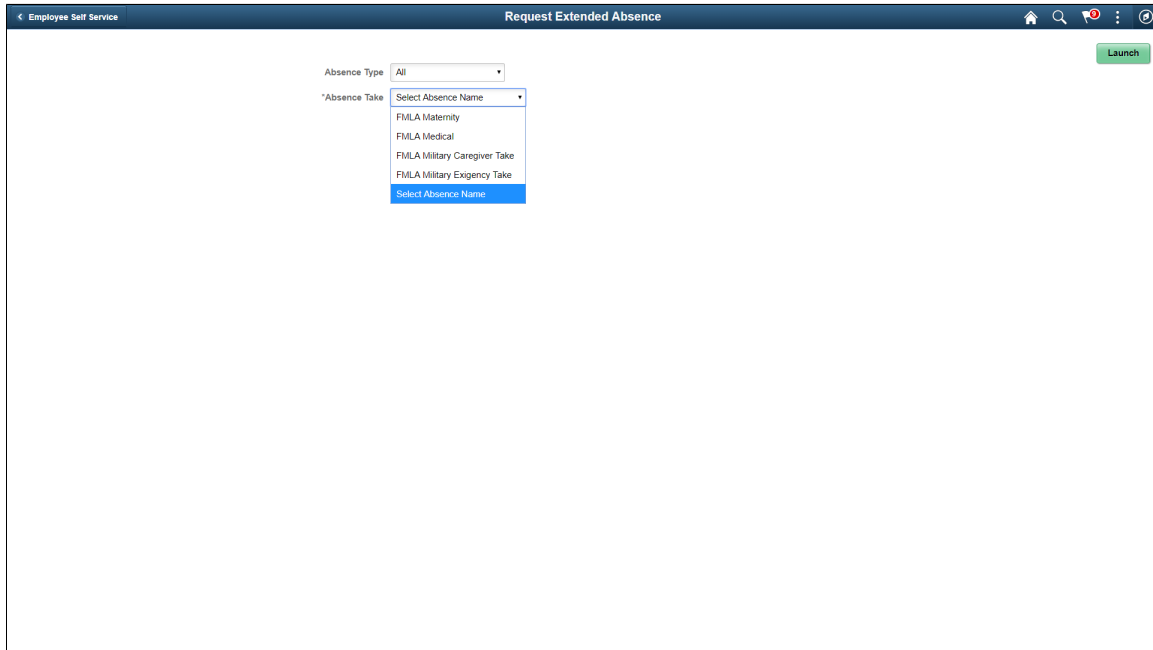 Employee Self Service
Request Extended Absence
9
Launch
Absence Type All
*Absence Take Select Absence Name
FMLA Maternity
FMLA Medical
FMLA Military Caregiver Take
FMLA Military Exigency Take
Select Absence Name